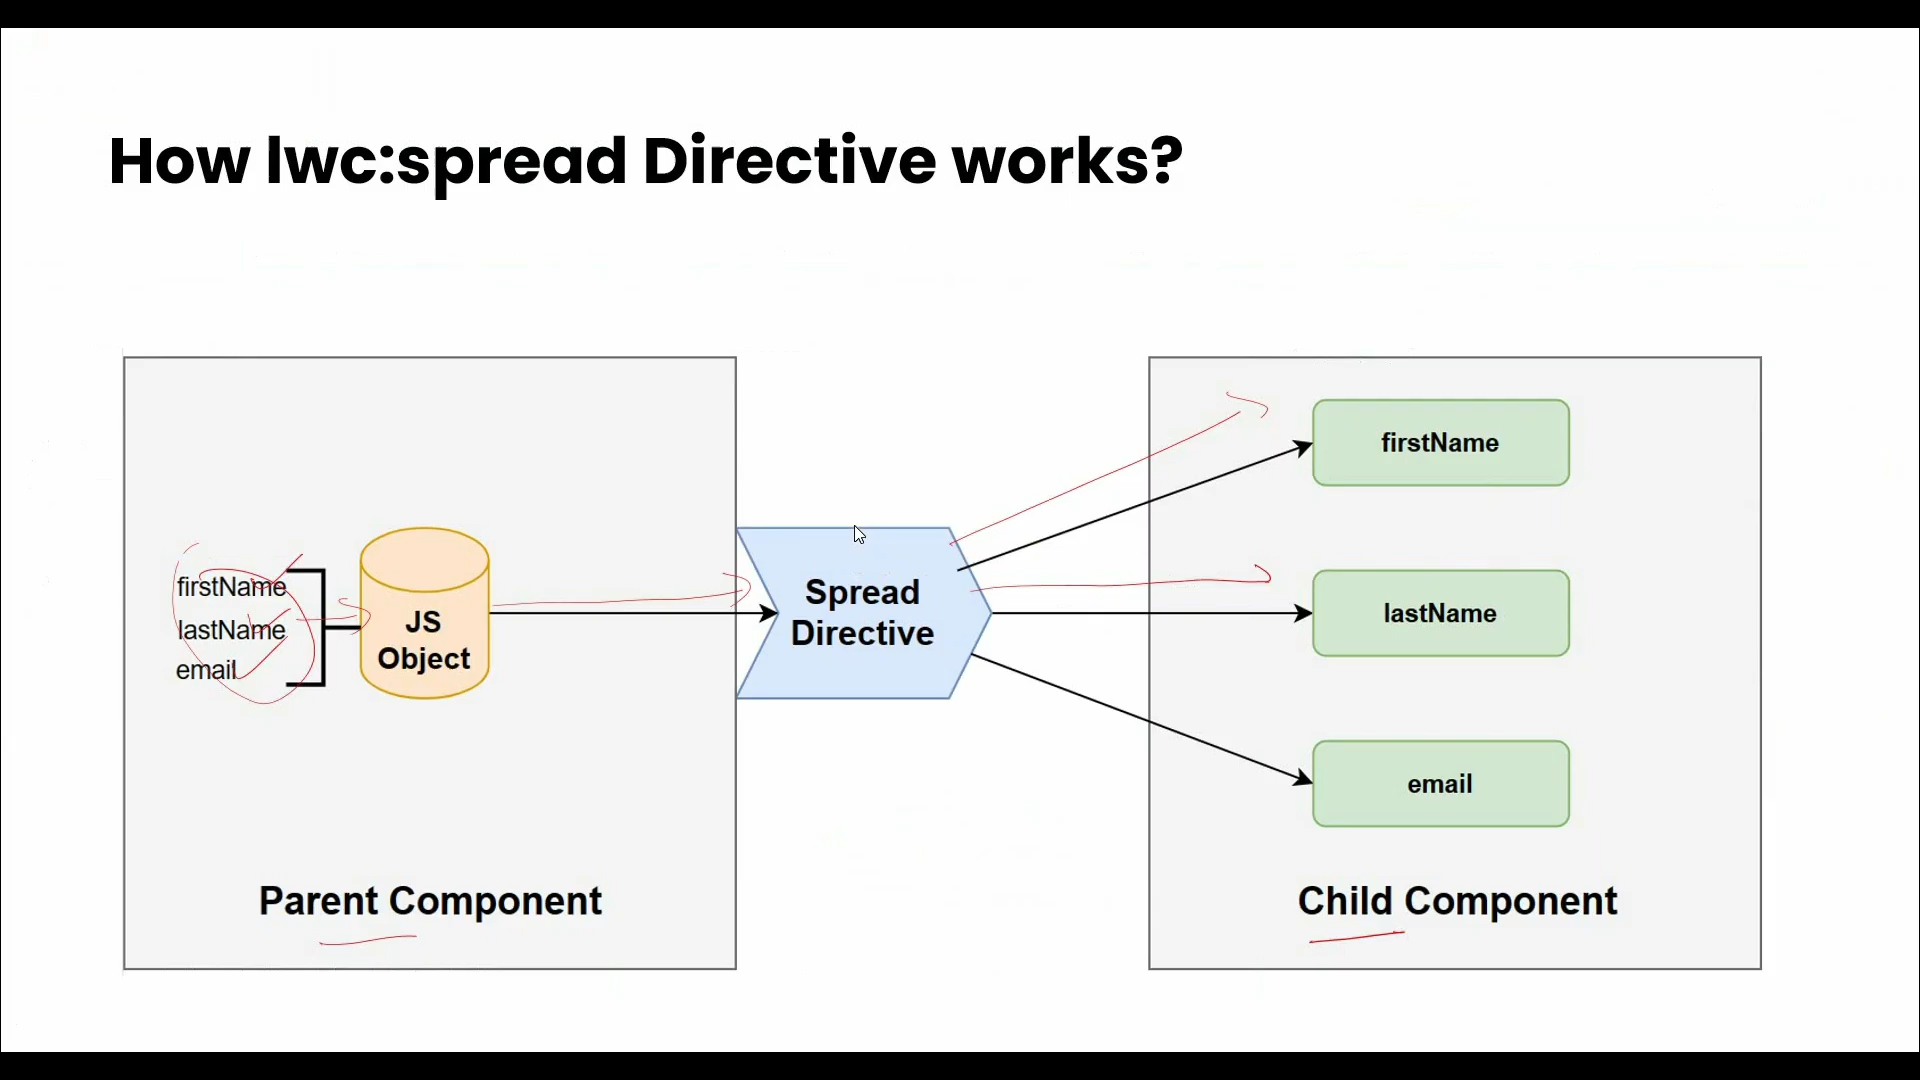 How lwc:spread Directive works?
firstName
lastName
email
JS
Object
Spread
Directive
firstName
lastName
email
Parent Component
Child Component